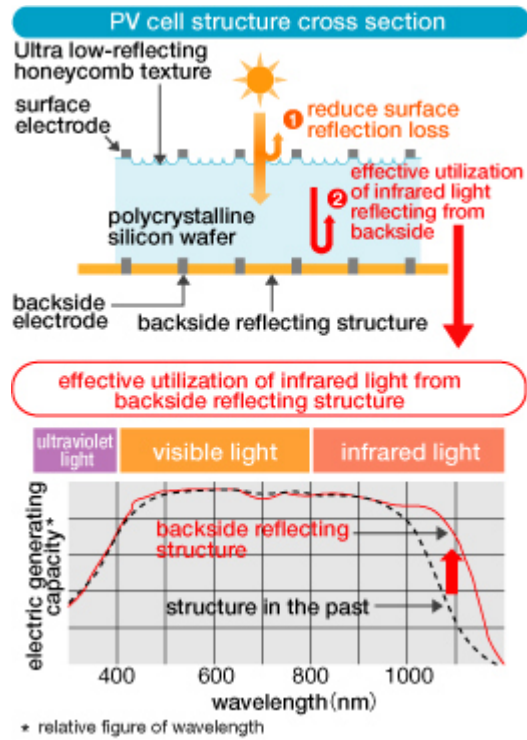 PV cell structure cross section
Ultra low-reflecting
honeycomb texture
surface
electrode
1 reduce surface
reflection loss
2 effective utilization
of infrared light
reflecting from
backside
polycrystalline
silicon wafer
backside
electrode
backside reflecting structure
effective utilization of infrared light from
backside reflecting structure
ultraviolet
light
visible light
infrared light
electric generating
capacity*
backside reflecting
structure
structure in the past
400 600 800 1000
wavelength(nm)
* relative figure of wavelength